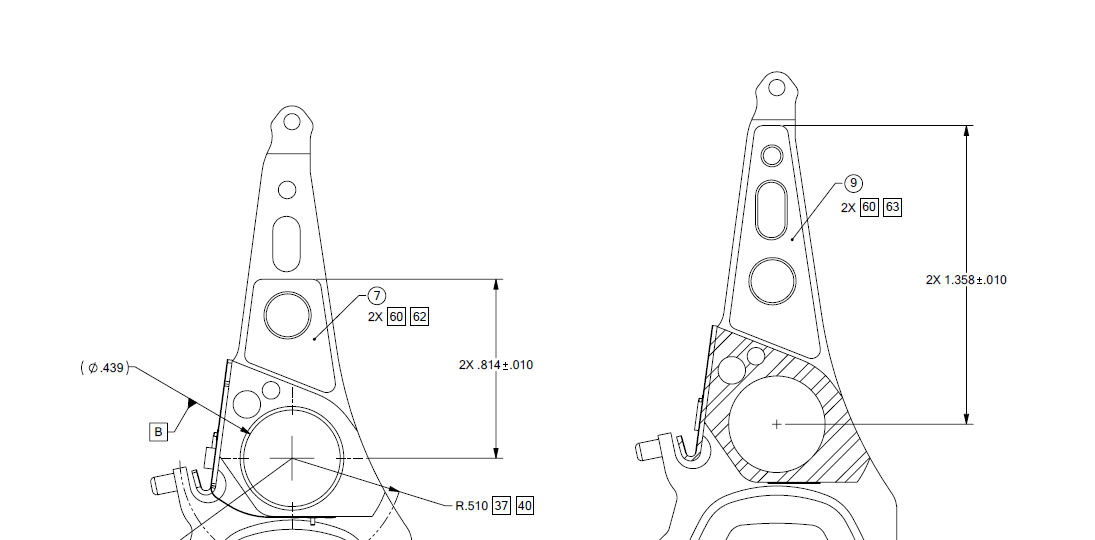 9
2X 60 63
2X 1.358±.010
7
2X 60 62
2X .814±.010
( Ø.439 )
B
R.510 37 40